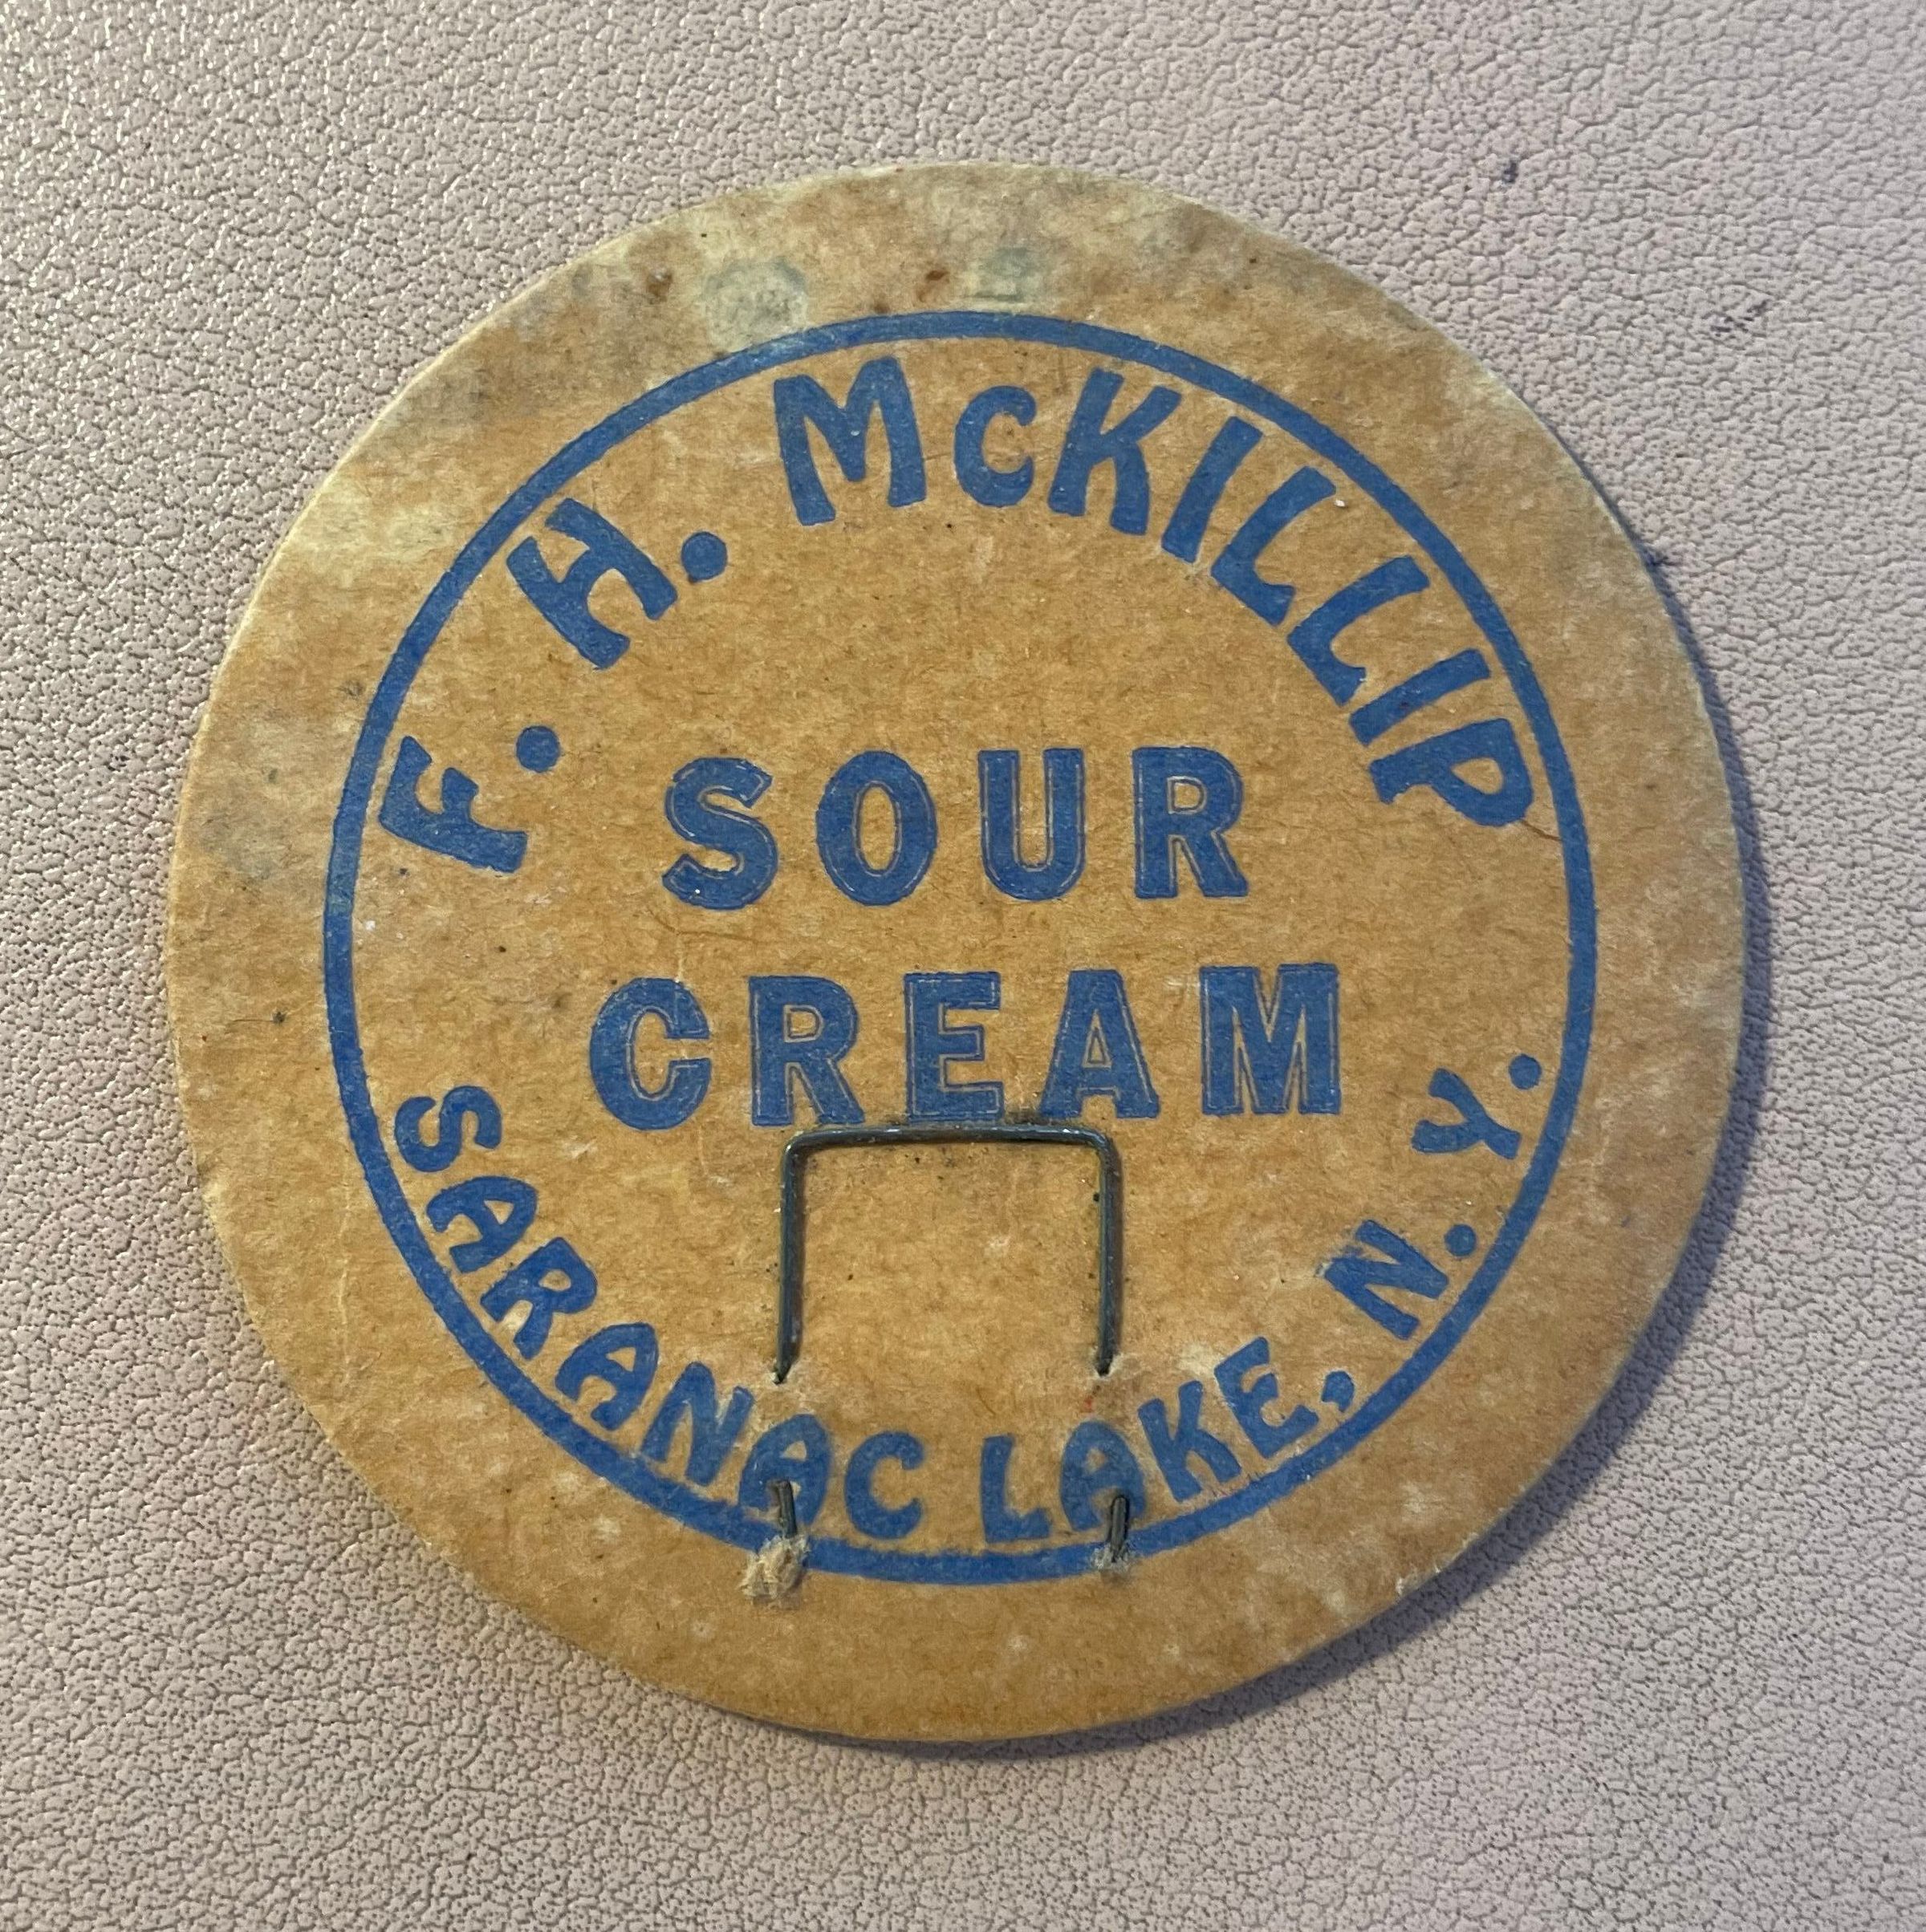 F. H. McKILLIP
SOUR
CREAM
SARANAC LAKE, N. Y.